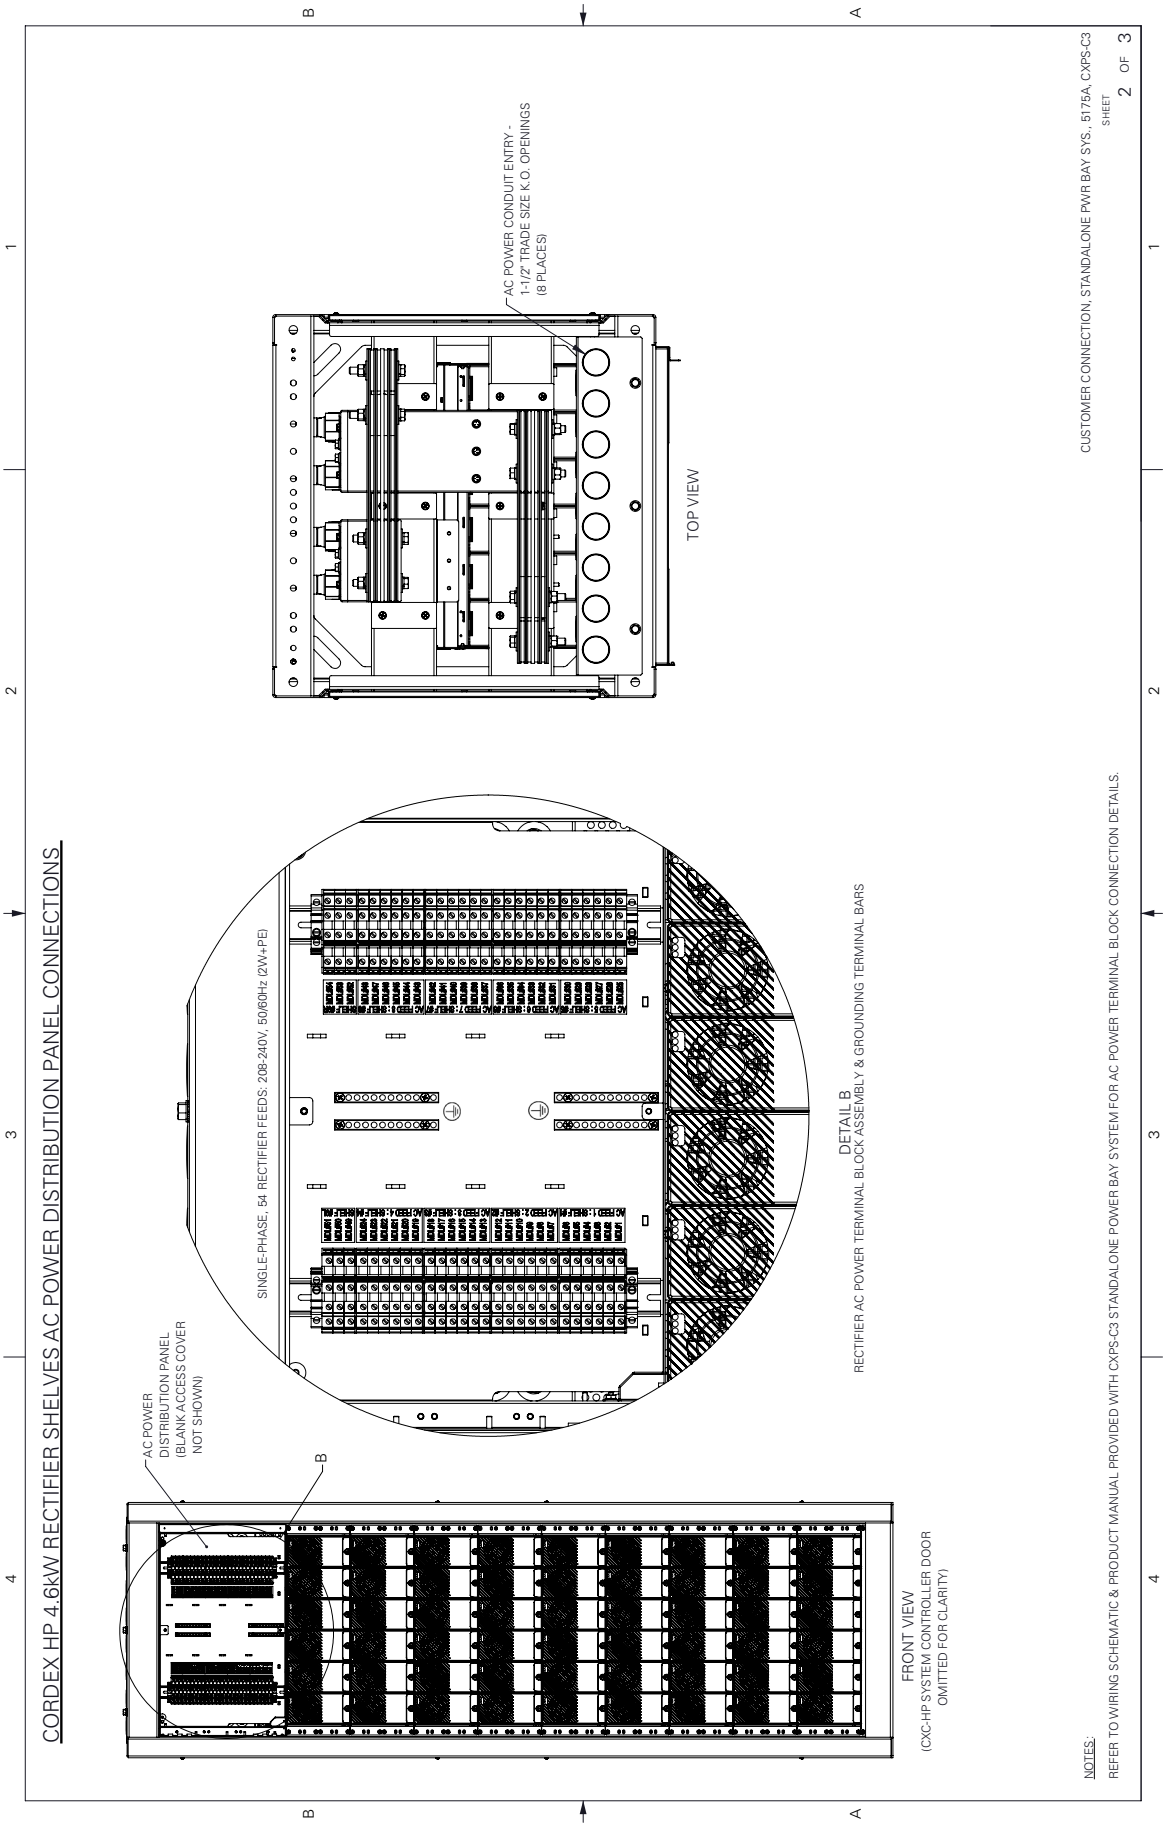 CORDEX HP 4.6kW RECTIFIER SHELVES AC POWER DISTRIBUTION PANEL CONNECTIONS
4
3
2
1
B
B
A
A
AC POWER
DISTRIBUTION PANEL
(BLANK ACCESS COVER
NOT SHOWN)
B
FRONT VIEW
(CXC-HP SYSTEM CONTROLLER DOOR
OMITTED FOR CLARITY)
SINGLE-PHASE, 54 RECTIFIER FEEDS: 208-240V, 50/60Hz (2W+PE)
DETAIL B
RECTIFIER AC POWER TERMINAL BLOCK ASSEMBLY & GROUNDING TERMINAL BARS
AC POWER CONDUIT ENTRY -
1-1/2" TRADE SIZE K.O. OPENINGS
(8 PLACES)
TOP VIEW
NOTES:
REFER TO WIRING SCHEMATIC & PRODUCT MANUAL PROVIDED WITH CXPS-C3 STANDALONE POWER BAY SYSTEM FOR AC POWER TERMINAL BLOCK CONNECTION DETAILS.
CUSTOMER CONNECTION, STANDALONE PWR BAY SYS., 5175A, CXPS-C3
SHEET
2 OF 3
4
3
2
1